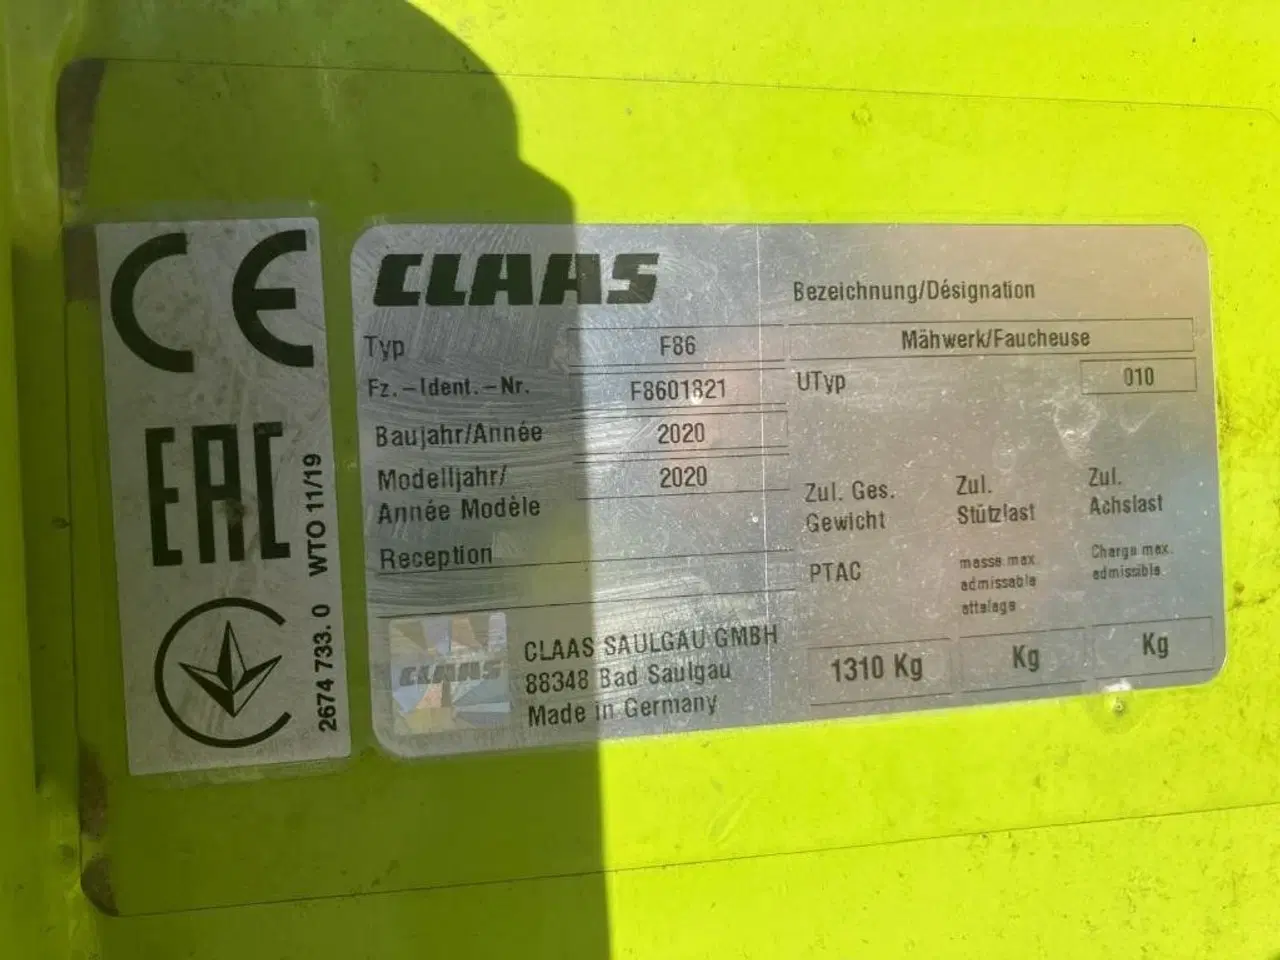 CE
EAC
2674 733. 0 WTO 11/19
CLAAS
Typ F86
Fz.-Ident.-Nr. F8601821
Baujahr/Année 2020
Modelljahr/ 2020
Année Modèle
Reception
CLAAS
CLAAS SAULGAU GMBH
88348 Bad Saulgau
Made in Germany
Bezeichnung/Désignation
Mähwerk/Faucheuse
UTyp 010
Zul. Ges.
Gewicht
PTAC
1310 Kg
Zul.
Stützlast
masse max.
admissable
attelage
Kg
Zul.
Achslast
Charge max.
admissible.
Kg